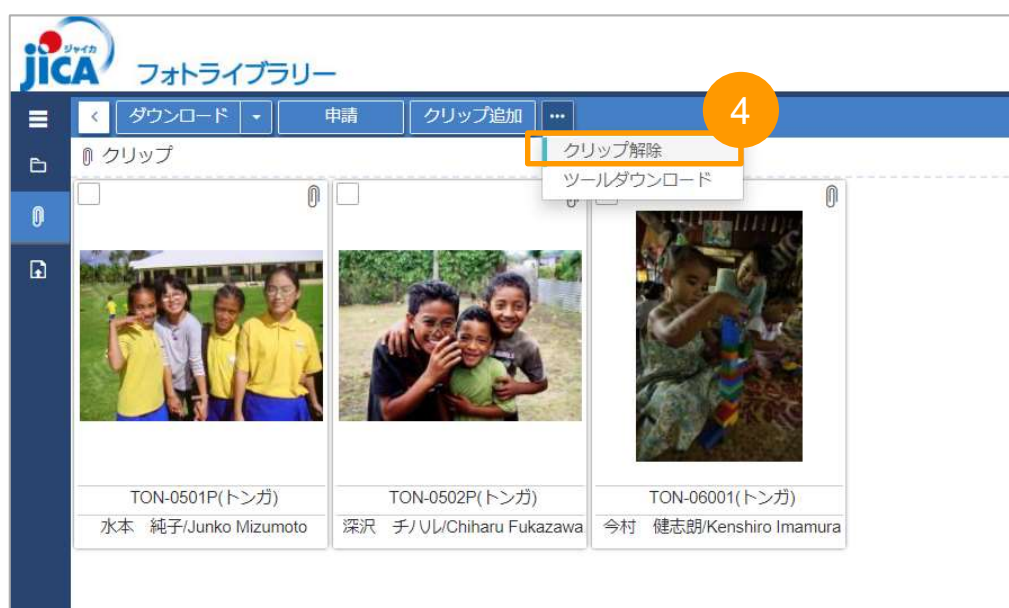 ジャイカ
JICA フォトライブラリー
ダウンロード 申請 クリップ追加 ...
4
クリップ
クリップ解除
ツールダウンロード
TON-0501P(トンガ)
水本 純子/Junko Mizumoto
TON-0502P(トンガ)
深沢 チハル/Chiharu Fukazawa
TON-06001(トンガ)
今村 健志朗/Kenshiro Imamura